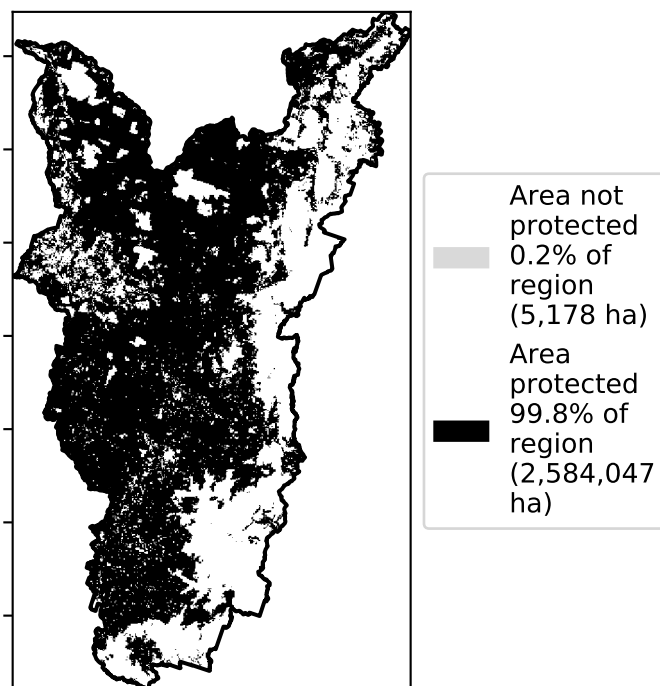 Area not
protected
0.2% of
region
(5,178 ha)
Area
protected
99.8% of
region
(2,584,047
ha)